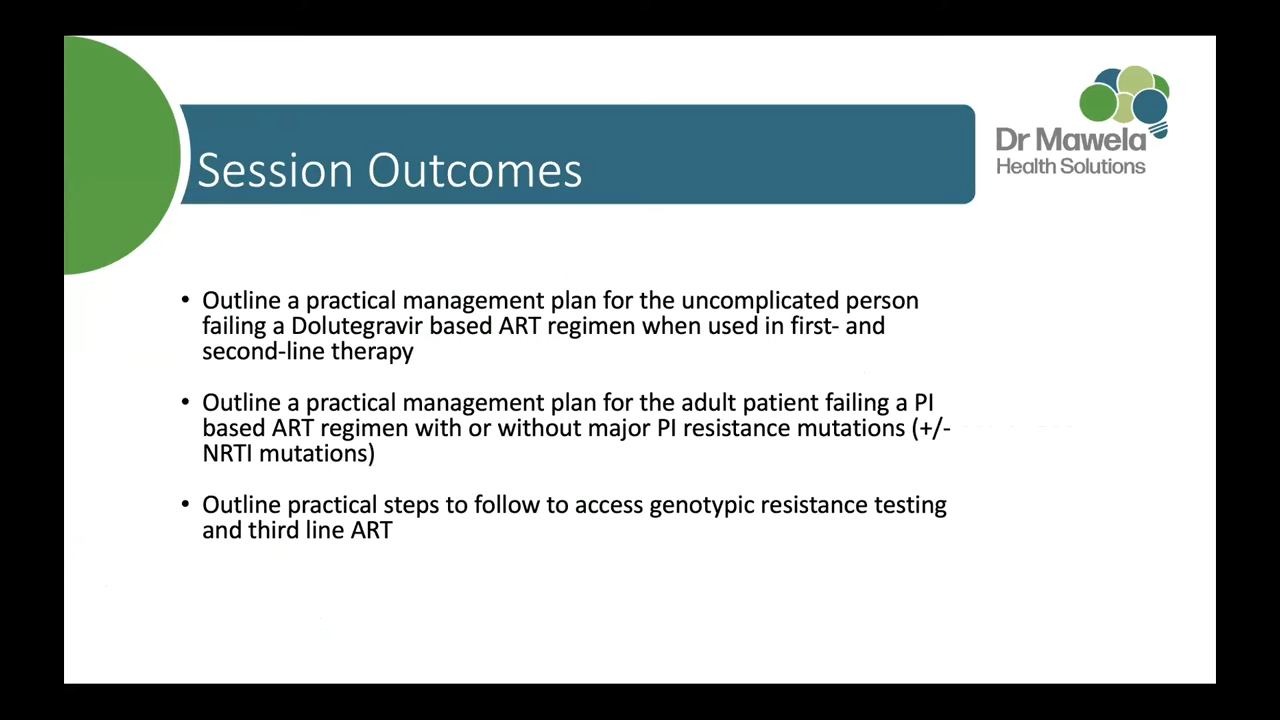 Session Outcomes
Dr Mawela
Health Solutions
• Outline a practical management plan for the uncomplicated person
failing a Dolutegravir based ART regimen when used in first- and
second-line therapy
• Outline a practical management plan for the adult patient failing a PI
based ART regimen with or without major PI resistance mutations (+/-
NRTI mutations)
• Outline practical steps to follow to access genotypic resistance testing
and third line ART